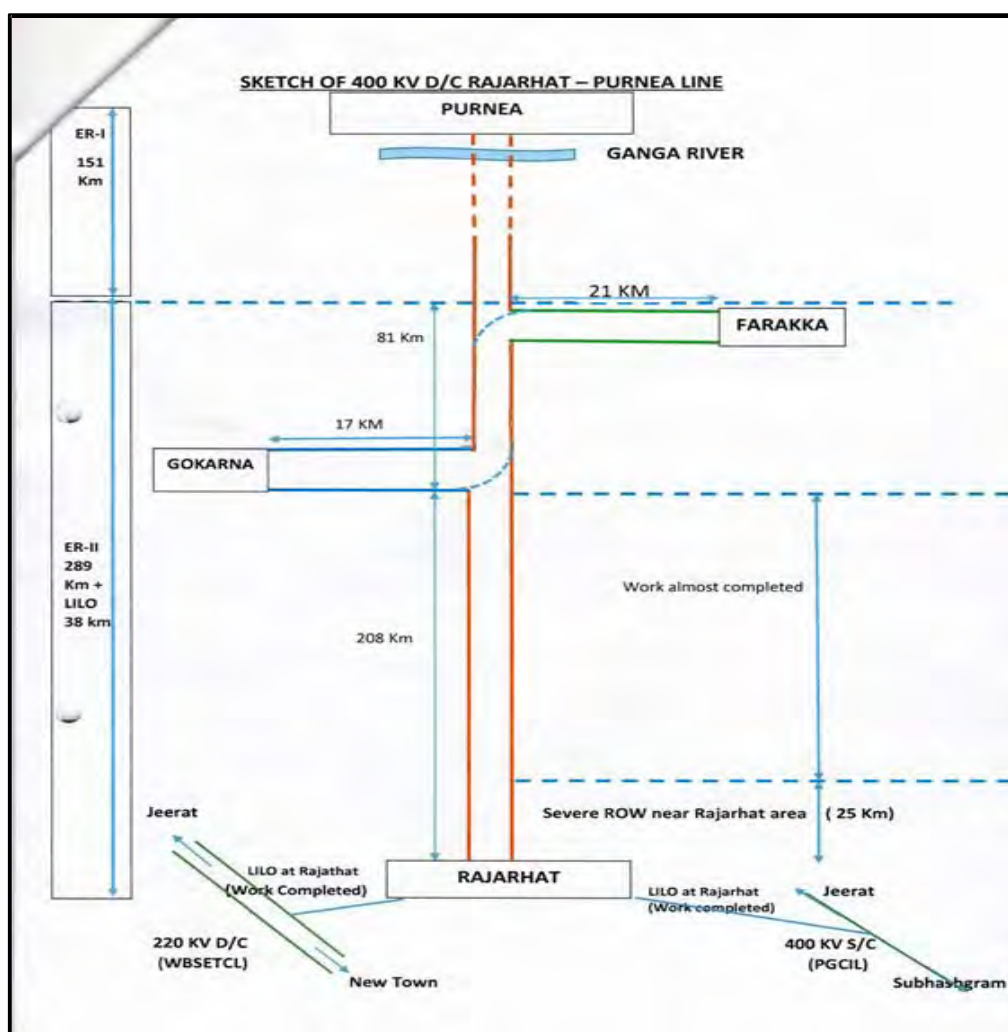 SKETCH OF 400 KV D/C RAJARHAT – PURNEA LINE
PURNEA
ER-I
151
Km
GANGA RIVER
21 KM
FARAKKA
81 Km
17 KM
GOKARNA
ER-II
289
Km +
LILO
38 km
Work almost completed
208 Km
Severe ROW near Rajarhat area ( 25 Km)
Jeerat
LILO at Rajathat
(Work Completed)
RAJARHAT
LILO at Rajarhat
(Work completed)
Jeerat
220 KV D/C
(WBSETCL)
New Town
400 KV S/C
(PGCIL)
Subhashgram